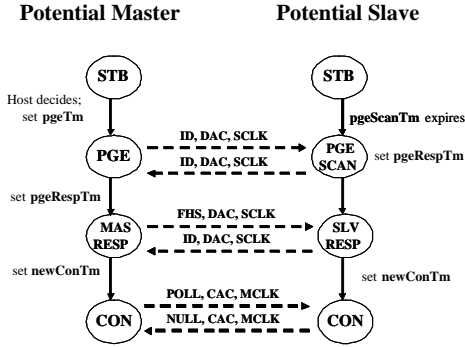 Potential Master
Potential Slave
STB
STB
Host decides;
set pgeTm
pgeScanTm expires
ID, DAC, SCLK
PGE
PGE
SCAN
set pgeRespTm
ID, DAC, SCLK
set pgeRespTm
FHS, DAC, SCLK
MAS
RESP
SLV
RESP
ID, DAC, SCLK
set newConTm
set newConTm
POLL, CAC, MCLK
CON
CON
NULL, CAC, MCLK